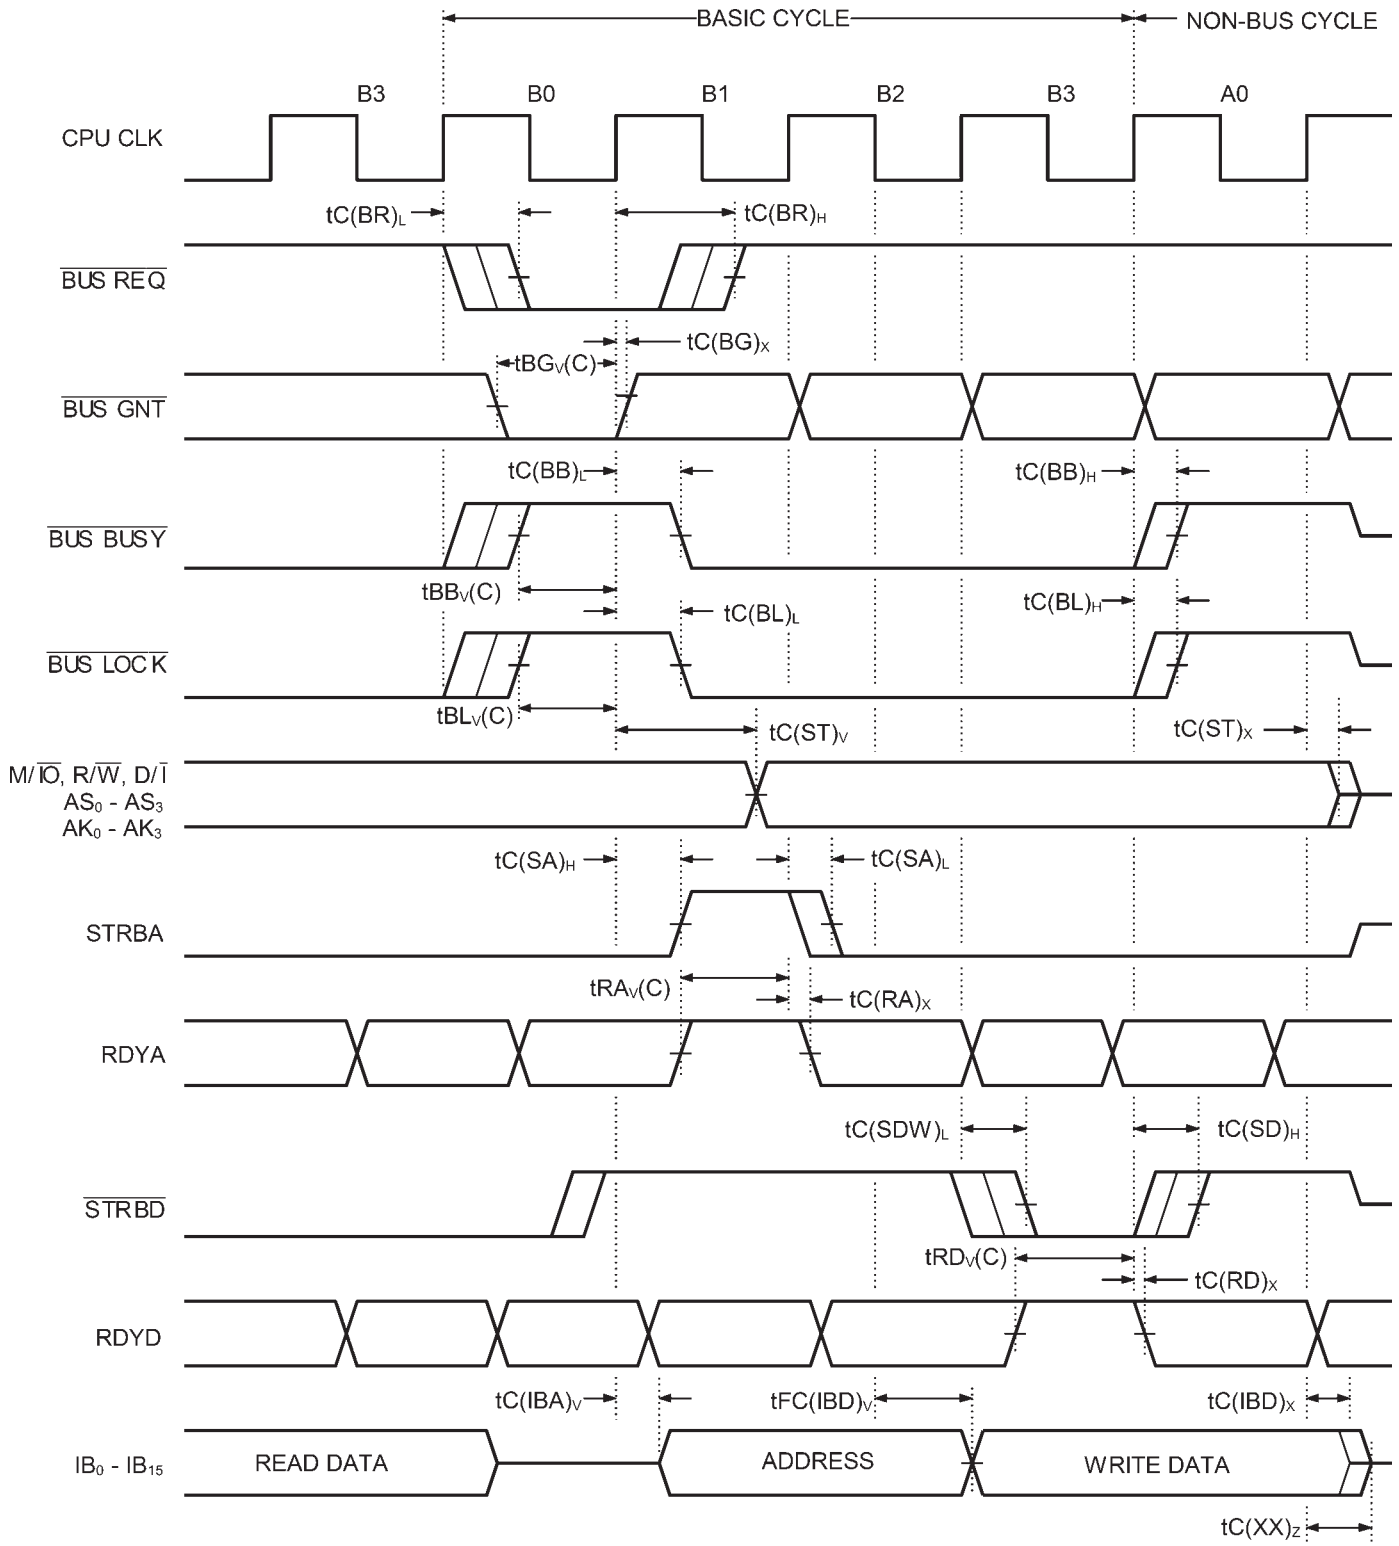 BASIC CYCLE NON-BUS CYCLE
B3 B0 B1 B2 B3 A0
CPU CLK
tC(BR)L tC(BR)H
BUS REQ
tC(BG)X
tBGV(C)
BUS GNT
tC(BB)L tC(BB)H
BUS BUSY
tBBV(C)
tC(BL)L tC(BL)H
BUS LOCK
tBLV(C)
tC(ST)V tC(ST)X
M/IO, R/W, D/I
AS0 - AS3
AK0 - AK3
tC(SA)H tC(SA)L
STRBA
tRAV(C) tC(RA)X
RDYA
tC(SDW)L tC(SD)H
STRBD
tRDV(C)
tC(RD)X
RDYD
tC(IBA)V tFC(IBD)V tC(IBD)X
IB0 - IB15 READ DATA ADDRESS WRITE DATA
tC(XX)Z